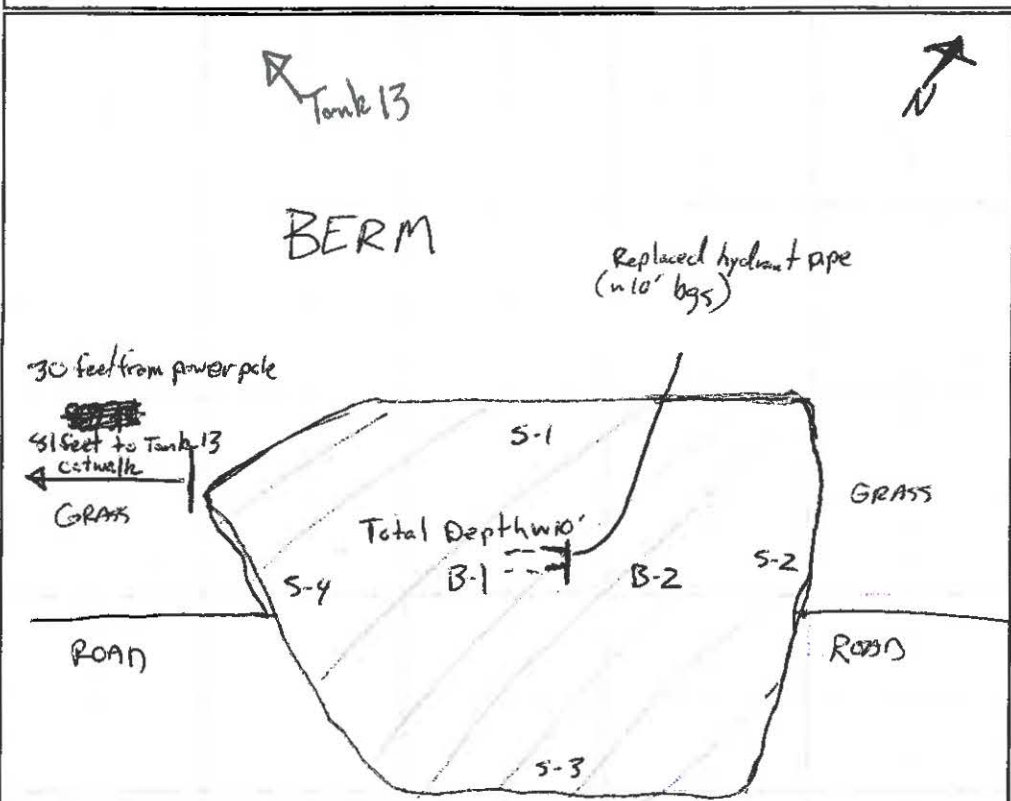 Tank 13
N
BERM
Replaced hydrant pipe
(~10' bgs)
30 feet from power pole
81 feet to Tank 13
catwalk
GRASS
S-1
GRASS
Total Depth ~10'
B-1
B-2
S-2
S-4
ROAD
ROAD
S-3